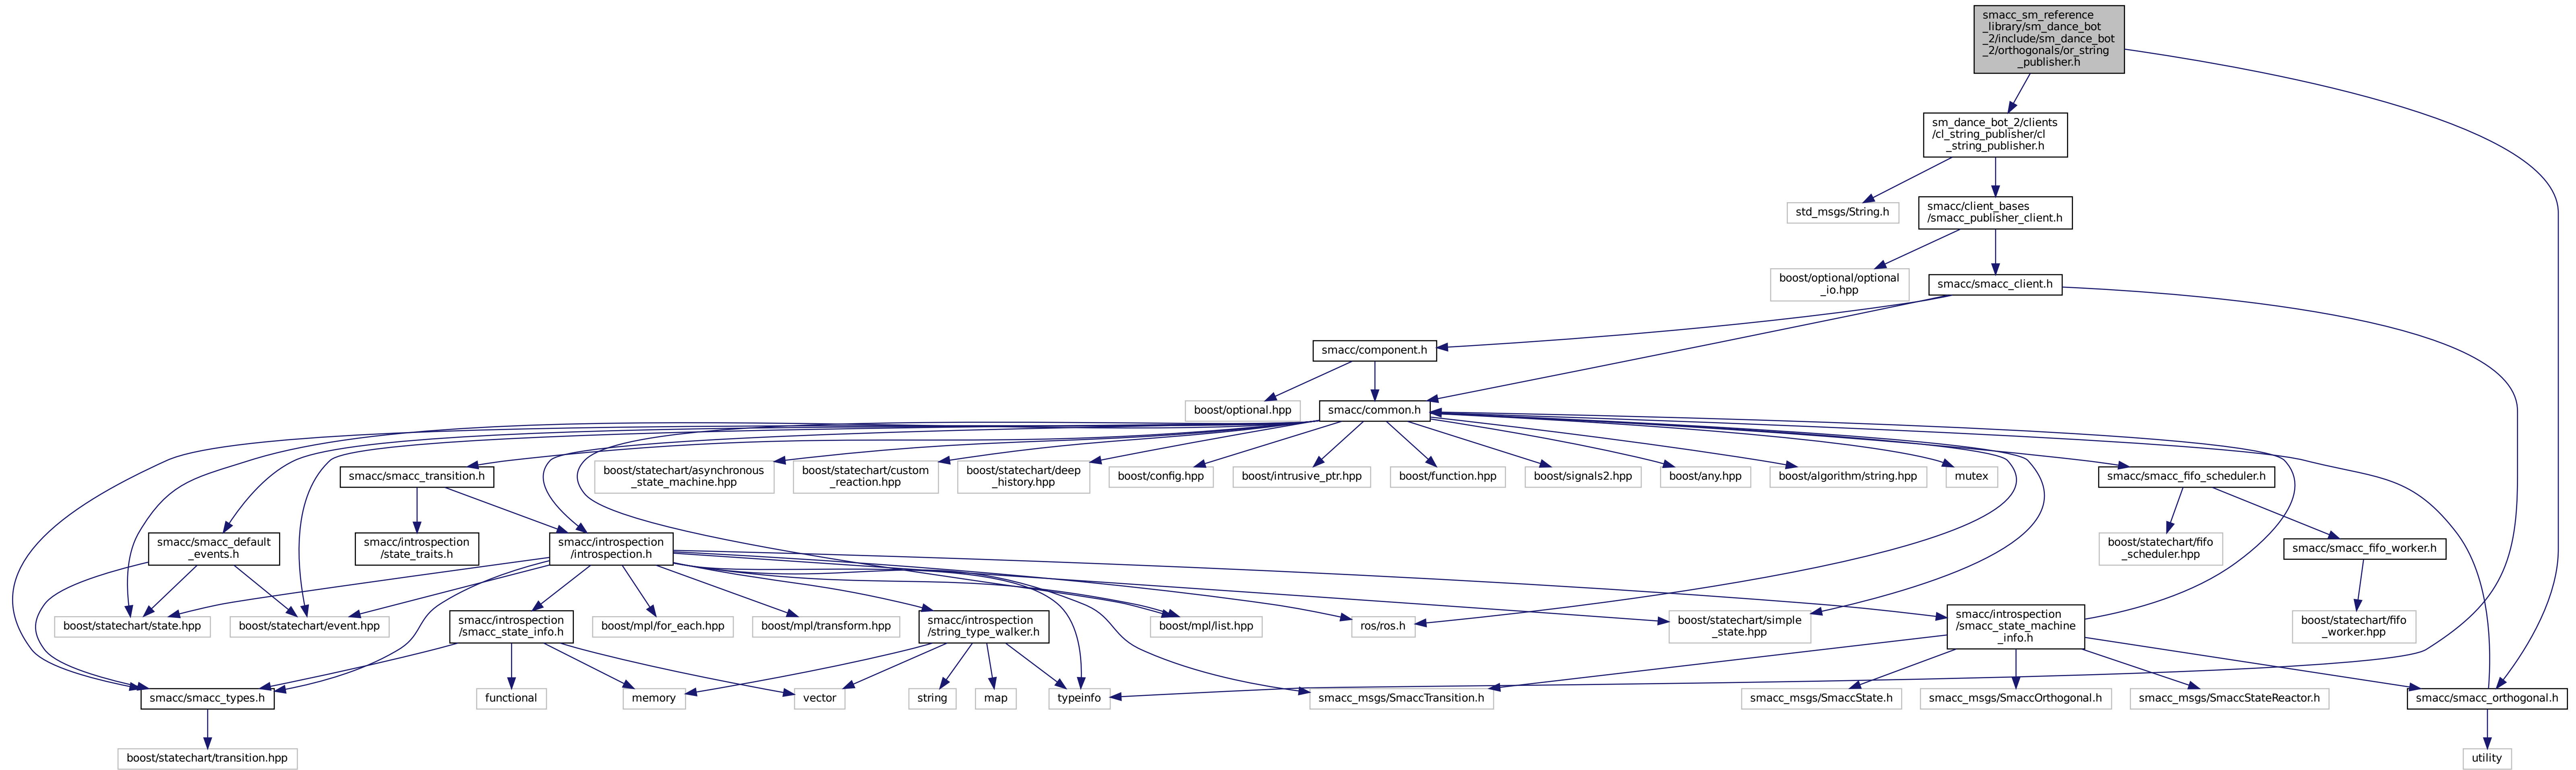 smacc_sm_reference
_library/sm_dance_bot
_2/include/sm_dance_bot
_2/orthogonals/or_string
_publisher.h
sm_dance_bot_2/clients
/cl_string_publisher/cl
_string_publisher.h
std_msgs/String.h
smacc/client_bases
/smacc_publisher_client.h
boost/optional/optional
_io.hpp
smacc/smacc_client.h
smacc/component.h
boost/optional.hpp
smacc/common.h
smacc/smacc_transition.h
boost/statechart/asynchronous
_state_machine.hpp
boost/statechart/custom
_reaction.hpp
boost/statechart/deep
_history.hpp
boost/config.hpp
boost/intrusive_ptr.hpp
boost/function.hpp
boost/signals2.hpp
boost/any.hpp
boost/algorithm/string.hpp
mutex
smacc/smacc_fifo_scheduler.h
smacc/smacc_default
_events.h
smacc/introspection
/state_traits.h
smacc/introspection
/introspection.h
boost/statechart/fifo
_scheduler.hpp
smacc/smacc_fifo_worker.h
boost/statechart/state.hpp
boost/statechart/event.hpp
smacc/introspection
/smacc_state_info.h
boost/mpl/for_each.hpp
boost/mpl/transform.hpp
smacc/introspection
/string_type_walker.h
boost/mpl/list.hpp
ros/ros.h
boost/statechart/simple
_state.hpp
smacc/introspection
/smacc_state_machine
_info.h
boost/statechart/fifo
_worker.hpp
smacc/smacc_types.h
functional
memory
vector
string
map
typeinfo
smacc_msgs/SmaccTransition.h
smacc_msgs/SmaccState.h
smacc_msgs/SmaccOrthogonal.h
smacc_msgs/SmaccStateReactor.h
smacc/smacc_orthogonal.h
boost/statechart/transition.hpp
utility